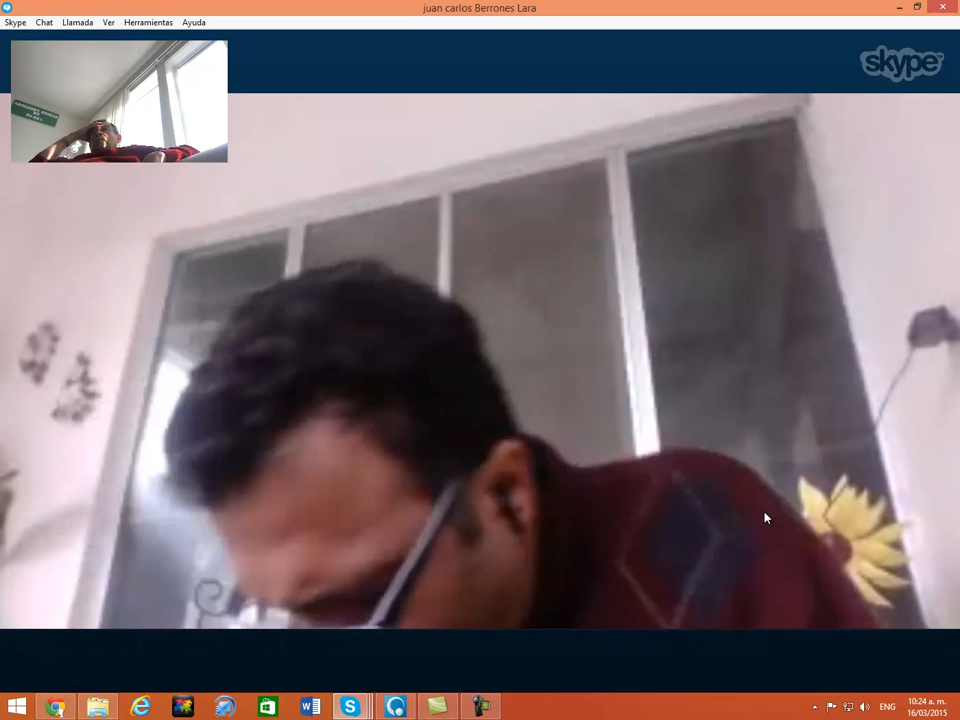 juan carlos Berrones Lara
Skype Chat Llamada Ver Herramientas Ayuda
skype
ENG
10:24 a. m.
16/03/2015